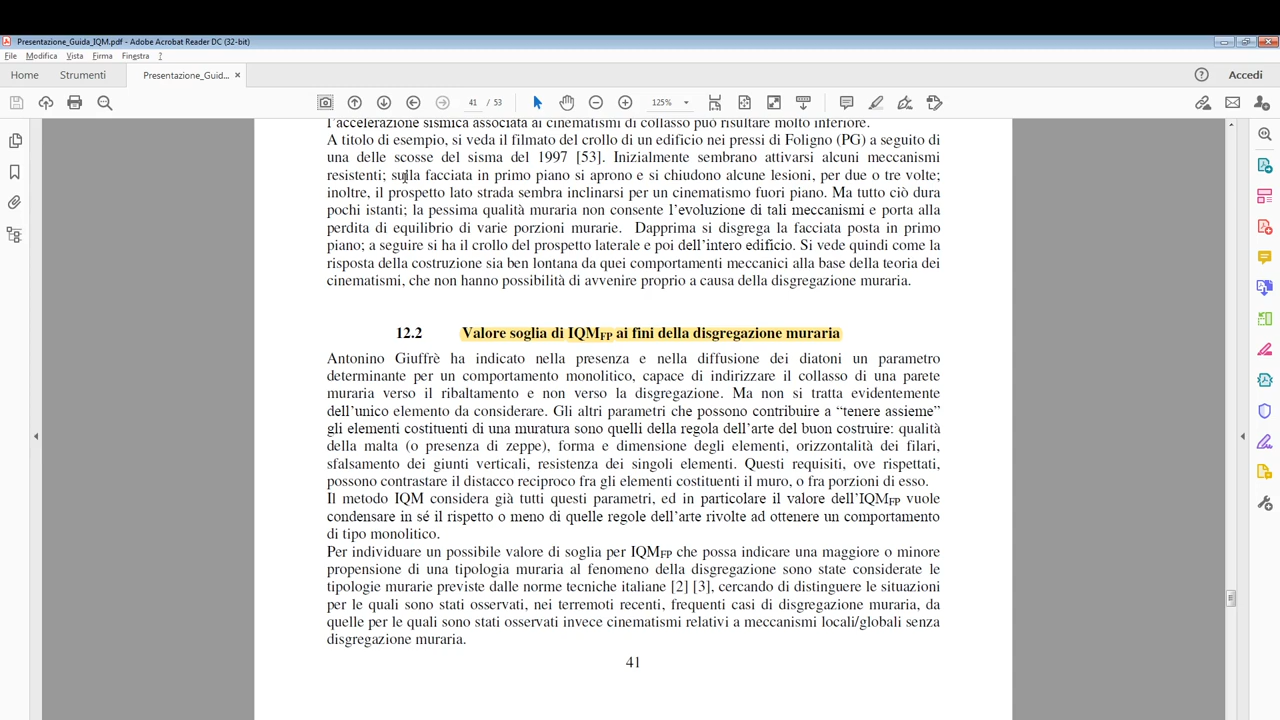 Presentazione_Guida_IQM.pdf - Adobe Acrobat Reader DC (32-bit)
File Modifica Vista Firma Finestra ?
Home Strumenti Presentazione_Guid... × Accedi
41 / 53 125%
l'accelerazione sismica associata ai cinematismi di collasso può risultare molto inferiore.
A titolo di esempio, si veda il filmato del crollo di un edificio nei pressi di Foligno (PG) a seguito di
una delle scosse del sisma del 1997 [53]. Inizialmente sembrano attivarsi alcuni meccanismi
resistenti; sulla facciata in primo piano si aprono e si chiudono alcune lesioni, per due o tre volte;
inoltre, il prospetto lato strada sembra inclinarsi per un cinematismo fuori piano. Ma tutto ciò dura
pochi istanti; la pessima qualità muraria non consente l'evoluzione di tali meccanismi e porta alla
perdita di equilibrio di varie porzioni murarie. Dapprima si disgrega la facciata posta in primo
piano; a seguire si ha il crollo del prospetto laterale e poi dell'intero edificio. Si vede quindi come la
risposta della costruzione sia ben lontana da quei comportamenti meccanici alla base della teoria dei
cinematismi, che non hanno possibilità di avvenire proprio a causa della disgregazione muraria.
12.2 Valore soglia di IQMFP ai fini della disgregazione muraria
Antonino Giuffrè ha indicato nella presenza e nella diffusione dei diatoni un parametro
determinante per un comportamento monolitico, capace di indirizzare il collasso di una parete
muraria verso il ribaltamento e non verso la disgregazione. Ma non si tratta evidentemente
dell'unico elemento da considerare. Gli altri parametri che possono contribuire a “tenere assieme”
gli elementi costituenti di una muratura sono quelli della regola dell'arte del buon costruire: qualità
della malta (o presenza di zeppe), forma e dimensione degli elementi, orizzontalità dei filari,
sfalsamento dei giunti verticali, resistenza dei singoli elementi. Questi requisiti, ove rispettati,
possono contrastare il distacco reciproco fra gli elementi costituenti il muro, o fra porzioni di esso.
Il metodo IQM considera già tutti questi parametri, ed in particolare il valore dell'IQMFP vuole
condensare in sé il rispetto o meno di quelle regole dell'arte rivolte ad ottenere un comportamento
di tipo monolitico.
Per individuare un possibile valore di soglia per IQMFP che possa indicare una maggiore o minore
propensione di una tipologia muraria al fenomeno della disgregazione sono state considerate le
tipologie murarie previste dalle norme tecniche italiane [2] [3], cercando di distinguere le situazioni
per le quali sono stati osservati, nei terremoti recenti, frequenti casi di disgregazione muraria, da
quelle per le quali sono stati osservati invece cinematismi relativi a meccanismi locali/globali senza
disgregazione muraria.
41